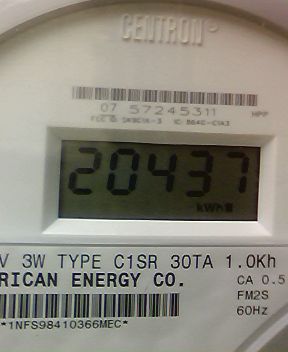 CENTRON®
07 57245311
HPP
20437
kWh
V 3W TYPE C1SR 30TA 1.0Kh
RICAN ENERGY CO.
CA 0.5
FM2S
60Hz
*1NFS98410366MEC*